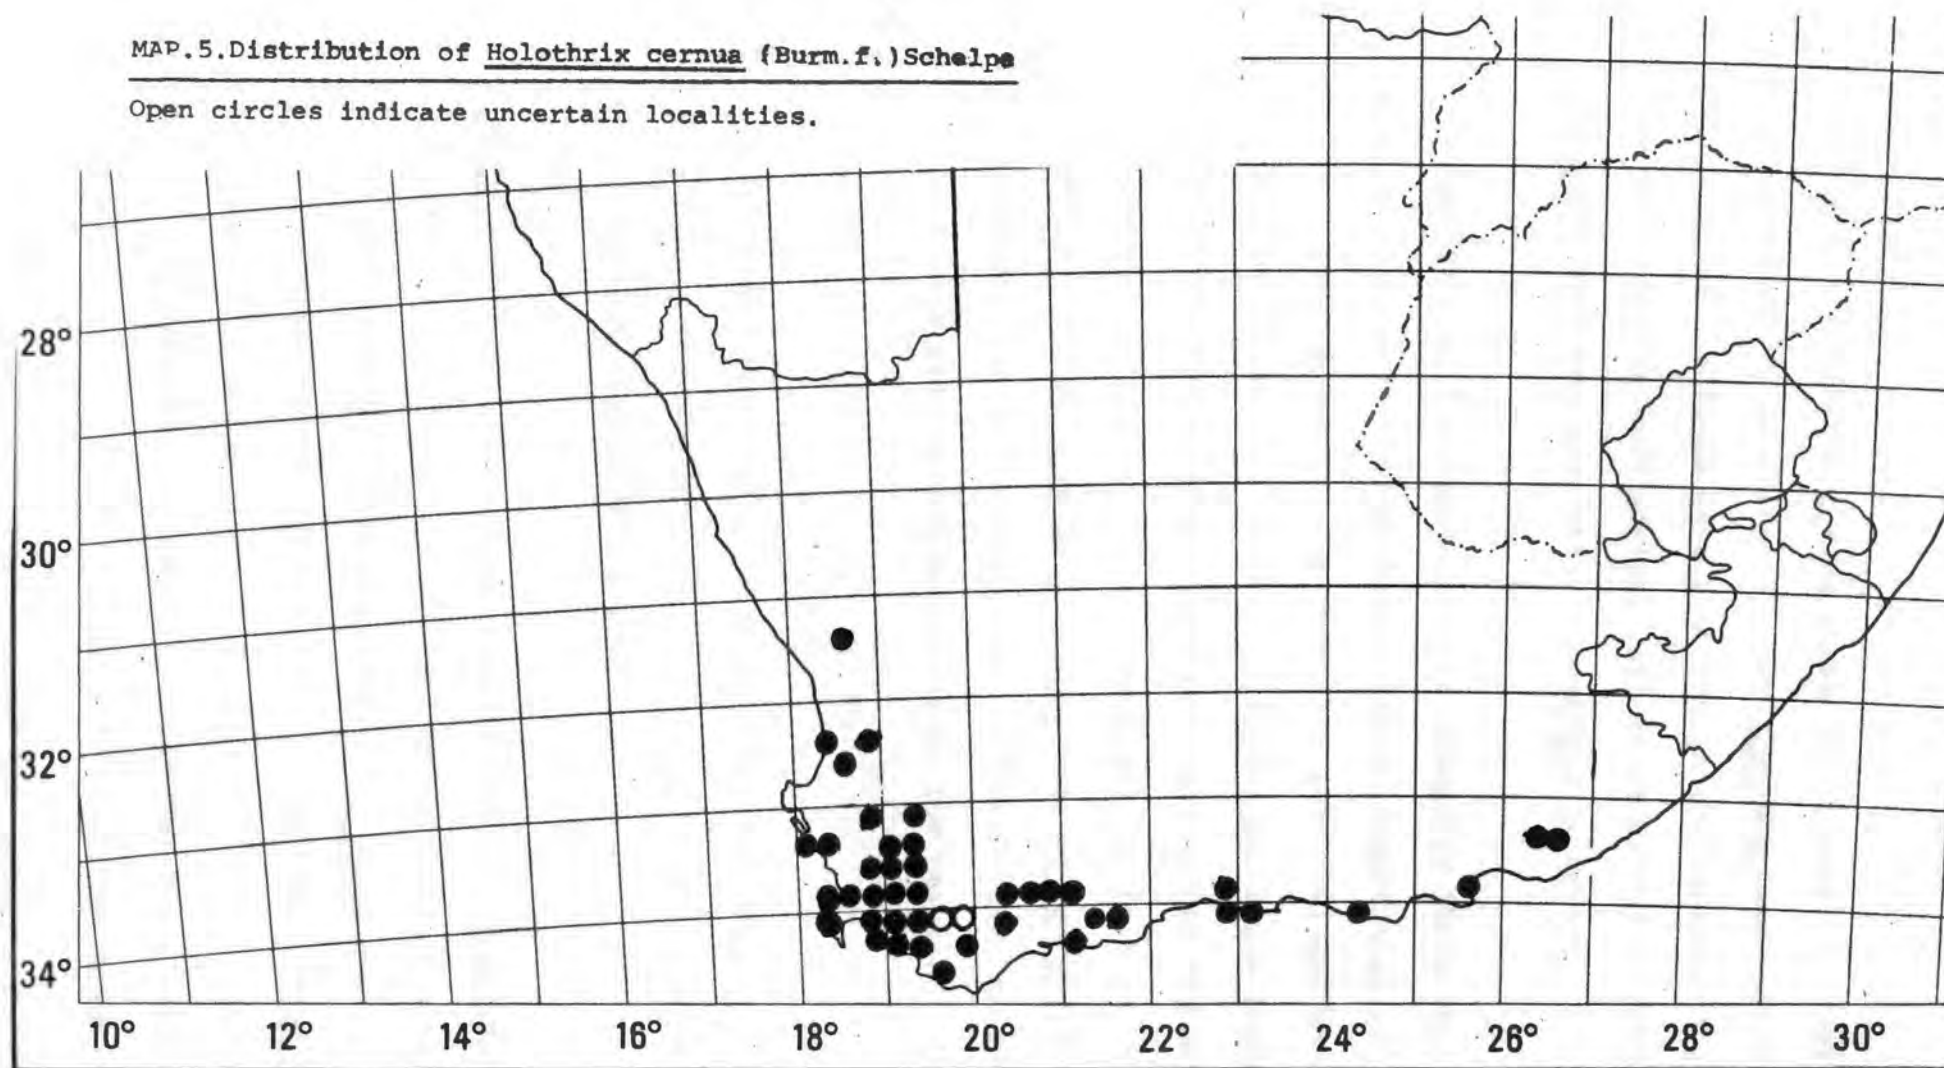 MAP.5.Distribution of Holothrix cernua (Burm.f.)Schelpe
Open circles indicate uncertain localities.
28°
30°
32°
34°
10° 12° 14° 16° 18° 20° 22° 24° 26° 28° 30°